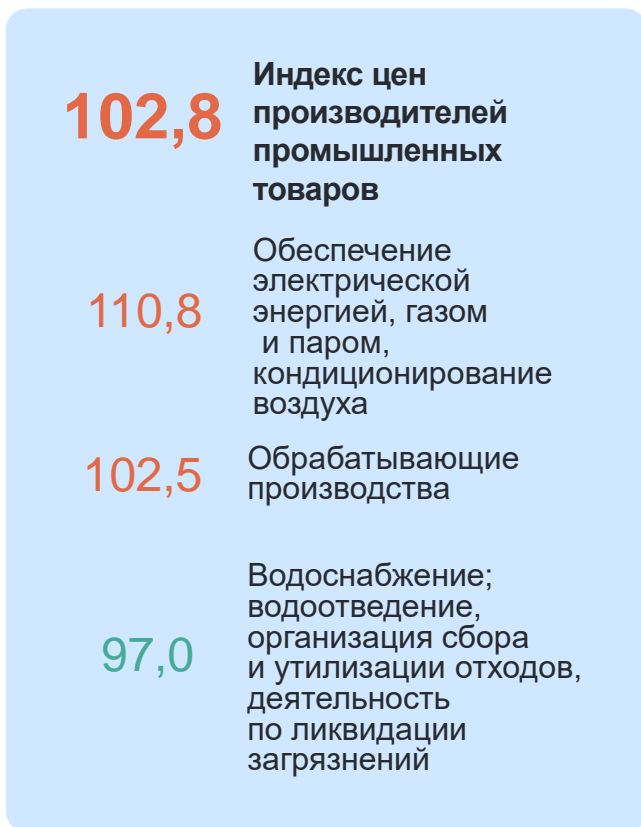 102,8
Индекс цен
производителей
промышленных
товаров
110,8
Обеспечение
электрической
энергией, газом
и паром,
кондиционирование
воздуха
102,5
Обрабатывающие
производства
97,0
Водоснабжение;
водоотведение,
организация сбора
и утилизации отходов,
деятельность
по ликвидации
загрязнений